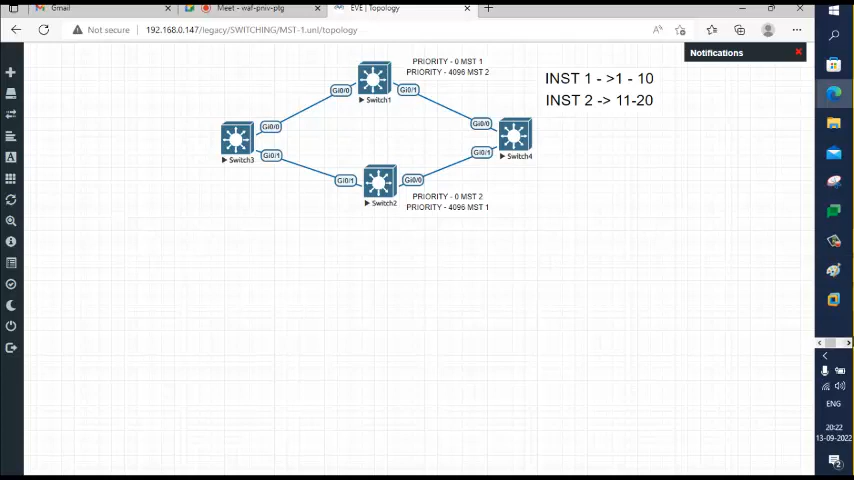 Gmail
Meet - waf-pniv-ptg
EVE | Topology
Not secure
192.168.0.147/legacy/SWITCHING/MST-1.unl/topology
Notifications
PRIORITY - 0 MST 1
PRIORITY - 4096 MST 2
INST 1 - >1 - 10
INST 2 -> 11-20
Gi0/0
Gi0/1
Switch1
Gi0/0
Gi0/0
Switch3
Gi0/1
Gi0/1
Switch4
Gi0/1
Gi0/0
Switch2
PRIORITY - 0 MST 2
PRIORITY - 4096 MST 1
ENG
20:22
13-09-2022
2